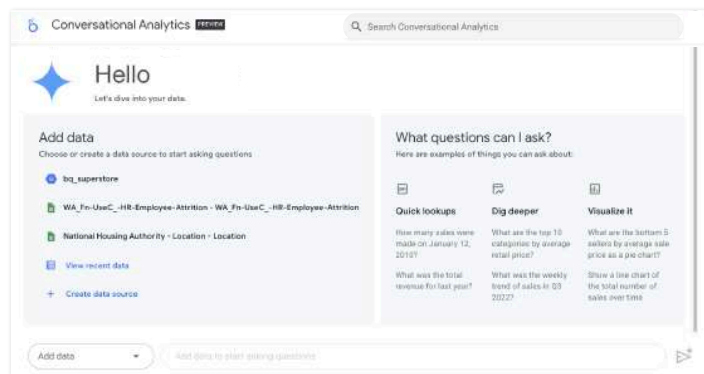 Conversational Analytics PREVIEW
Search Conversational Analytics
Hello
Let's dive into your data.
Add data
Choose or create a data source to start asking questions
bq_superstore
WA_Fn-UseC_-HR-Employee-Attrition - WA_Fn-UseC_-HR-Employee-Attrition
National Housing Authority - Location - Location
View recent data
+ Create data source
What questions can I ask?
Here are examples of things you can ask about:
Quick lookups
How many sales were
made on January 12,
2010?
What was the total
revenue for last year?
Dig deeper
What are the top 10
categories by average
retail price?
What was the weekly
trend of sales in Q3
2022?
Visualize it
What are the bottom 5
sellers by average sale
price as a pie chart?
Show a line chart of
the total number of
sales over time
Add data
Add data to start asking questions